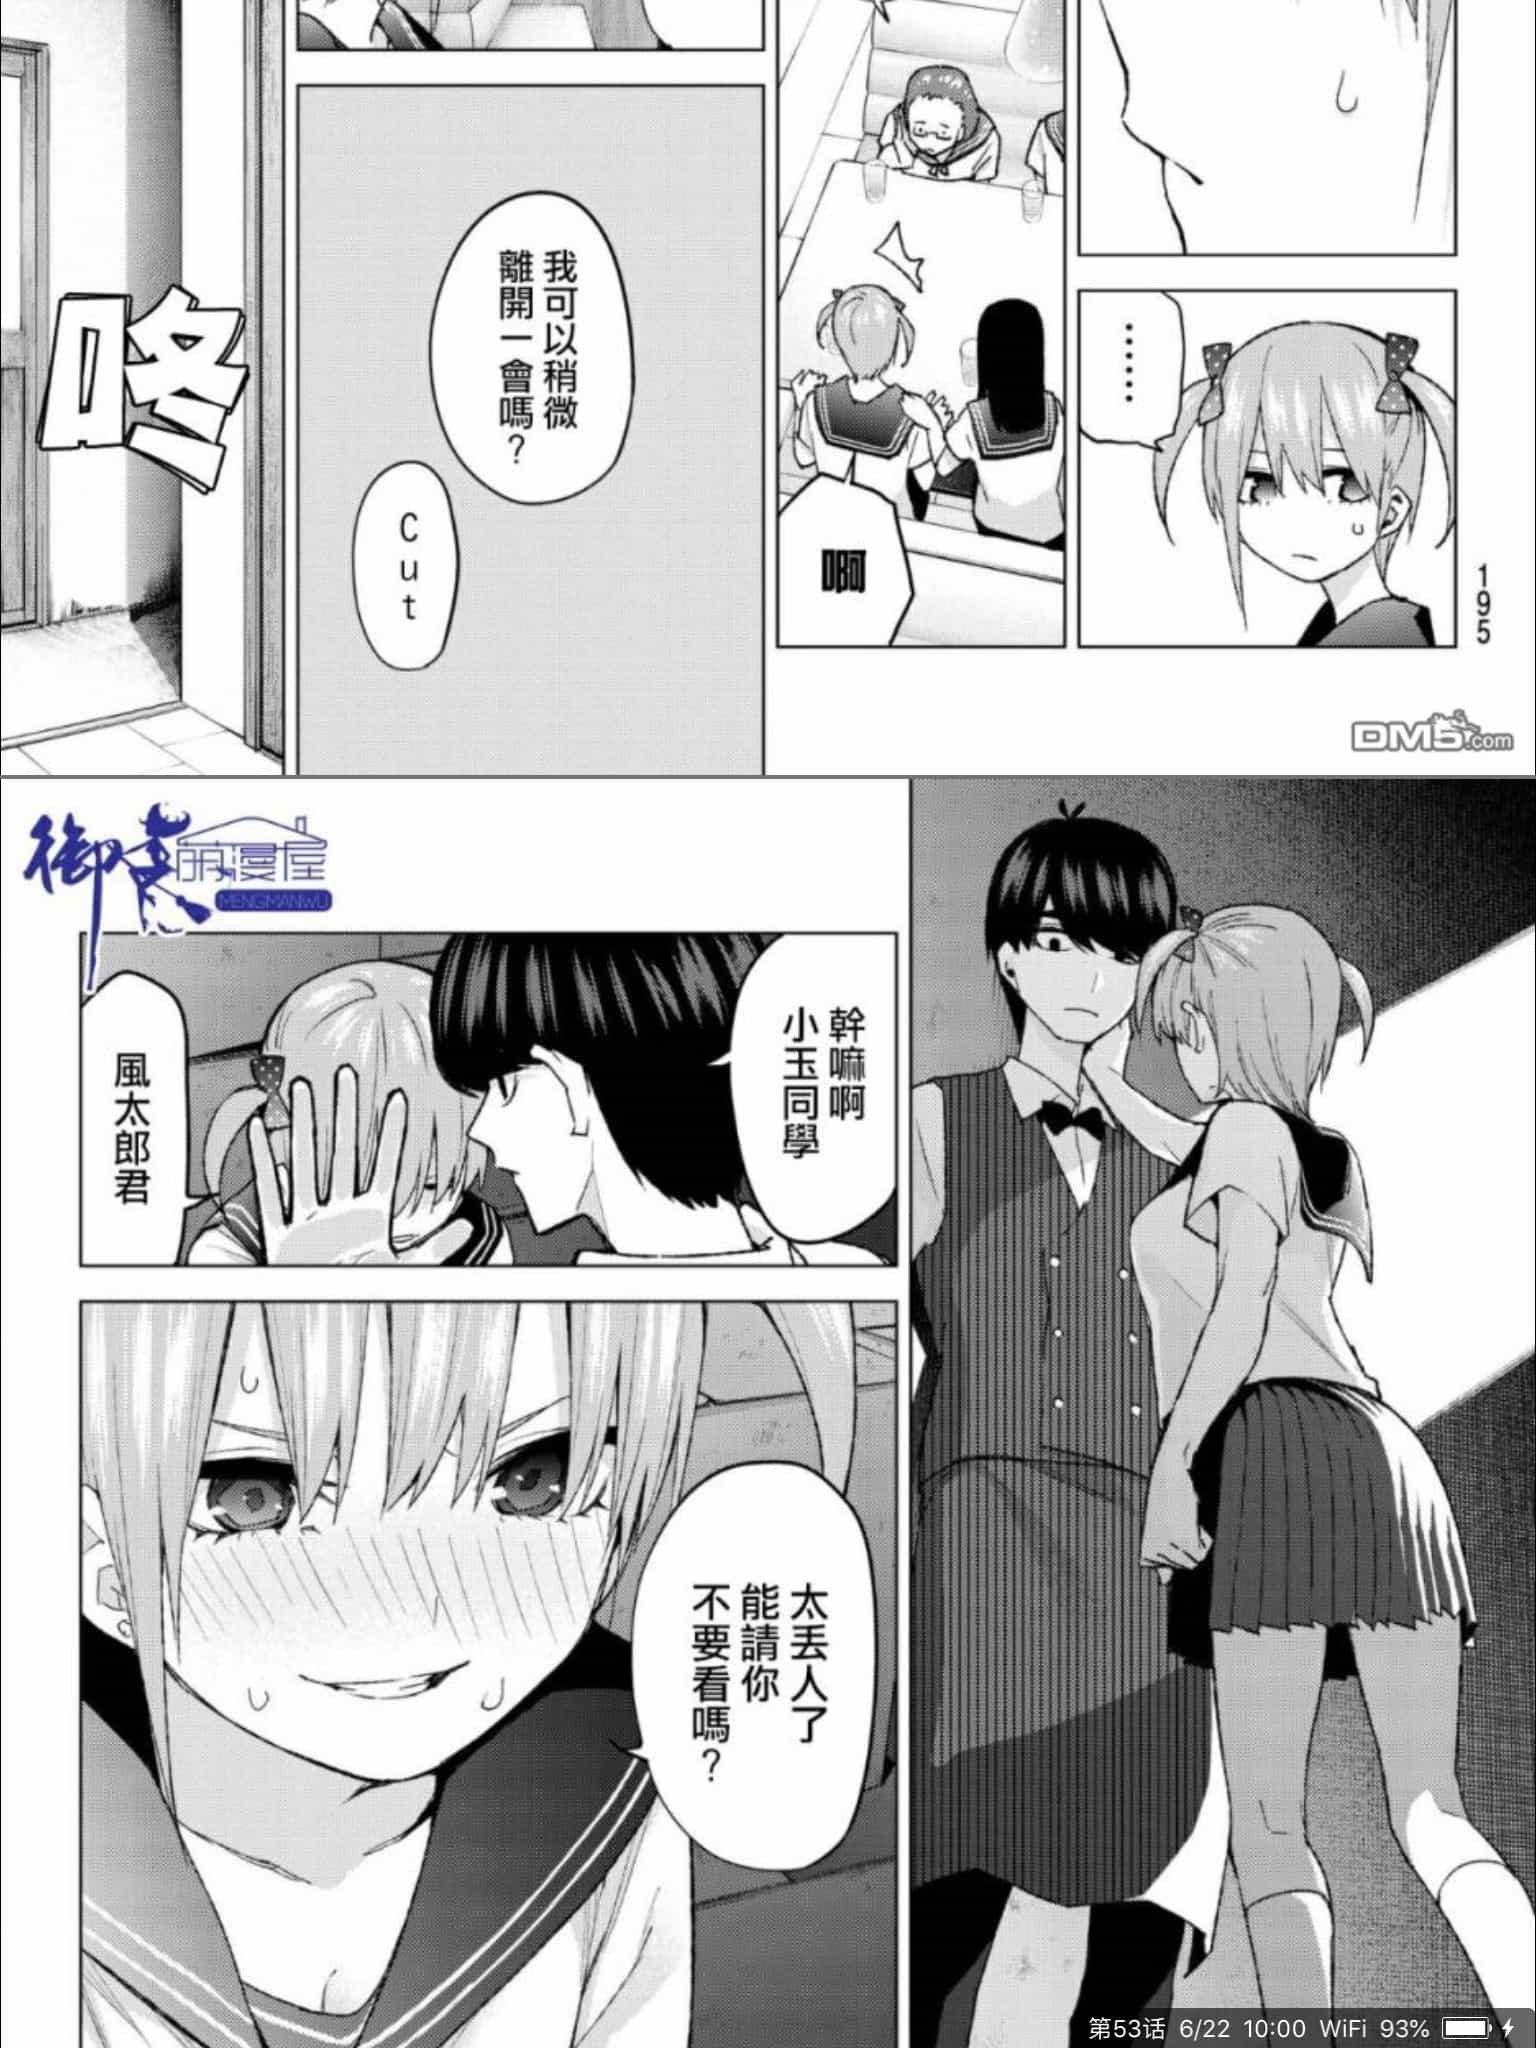 ……
195
啊
我可以稍微
離開一會嗎？
Cut
咚
DM5.com
御宅萌漫屋
MENGMANWU
幹嘛啊
小玉同學
風太郎君
太丟人了
能請你
不要看嗎？
第53话 6/22 10:00 WiFi 93%